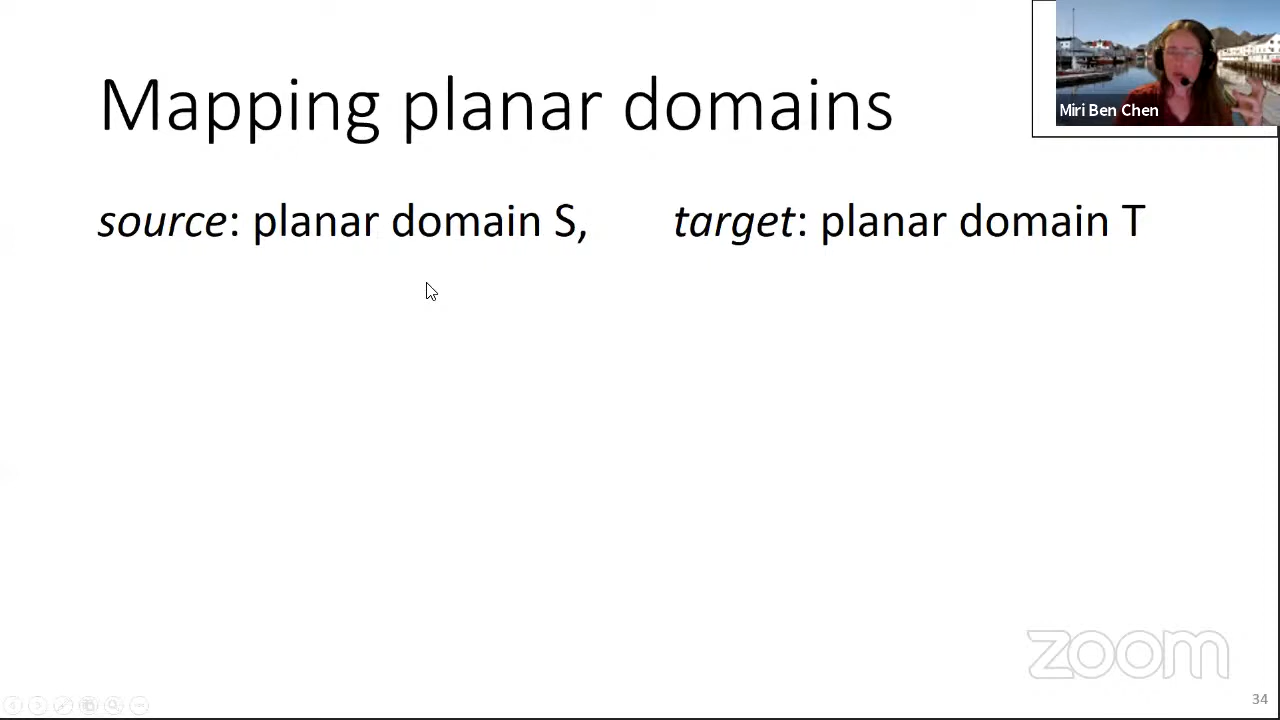 Mapping planar domains
Miri Ben Chen
source: planar domain S, target: planar domain T
zoom
34